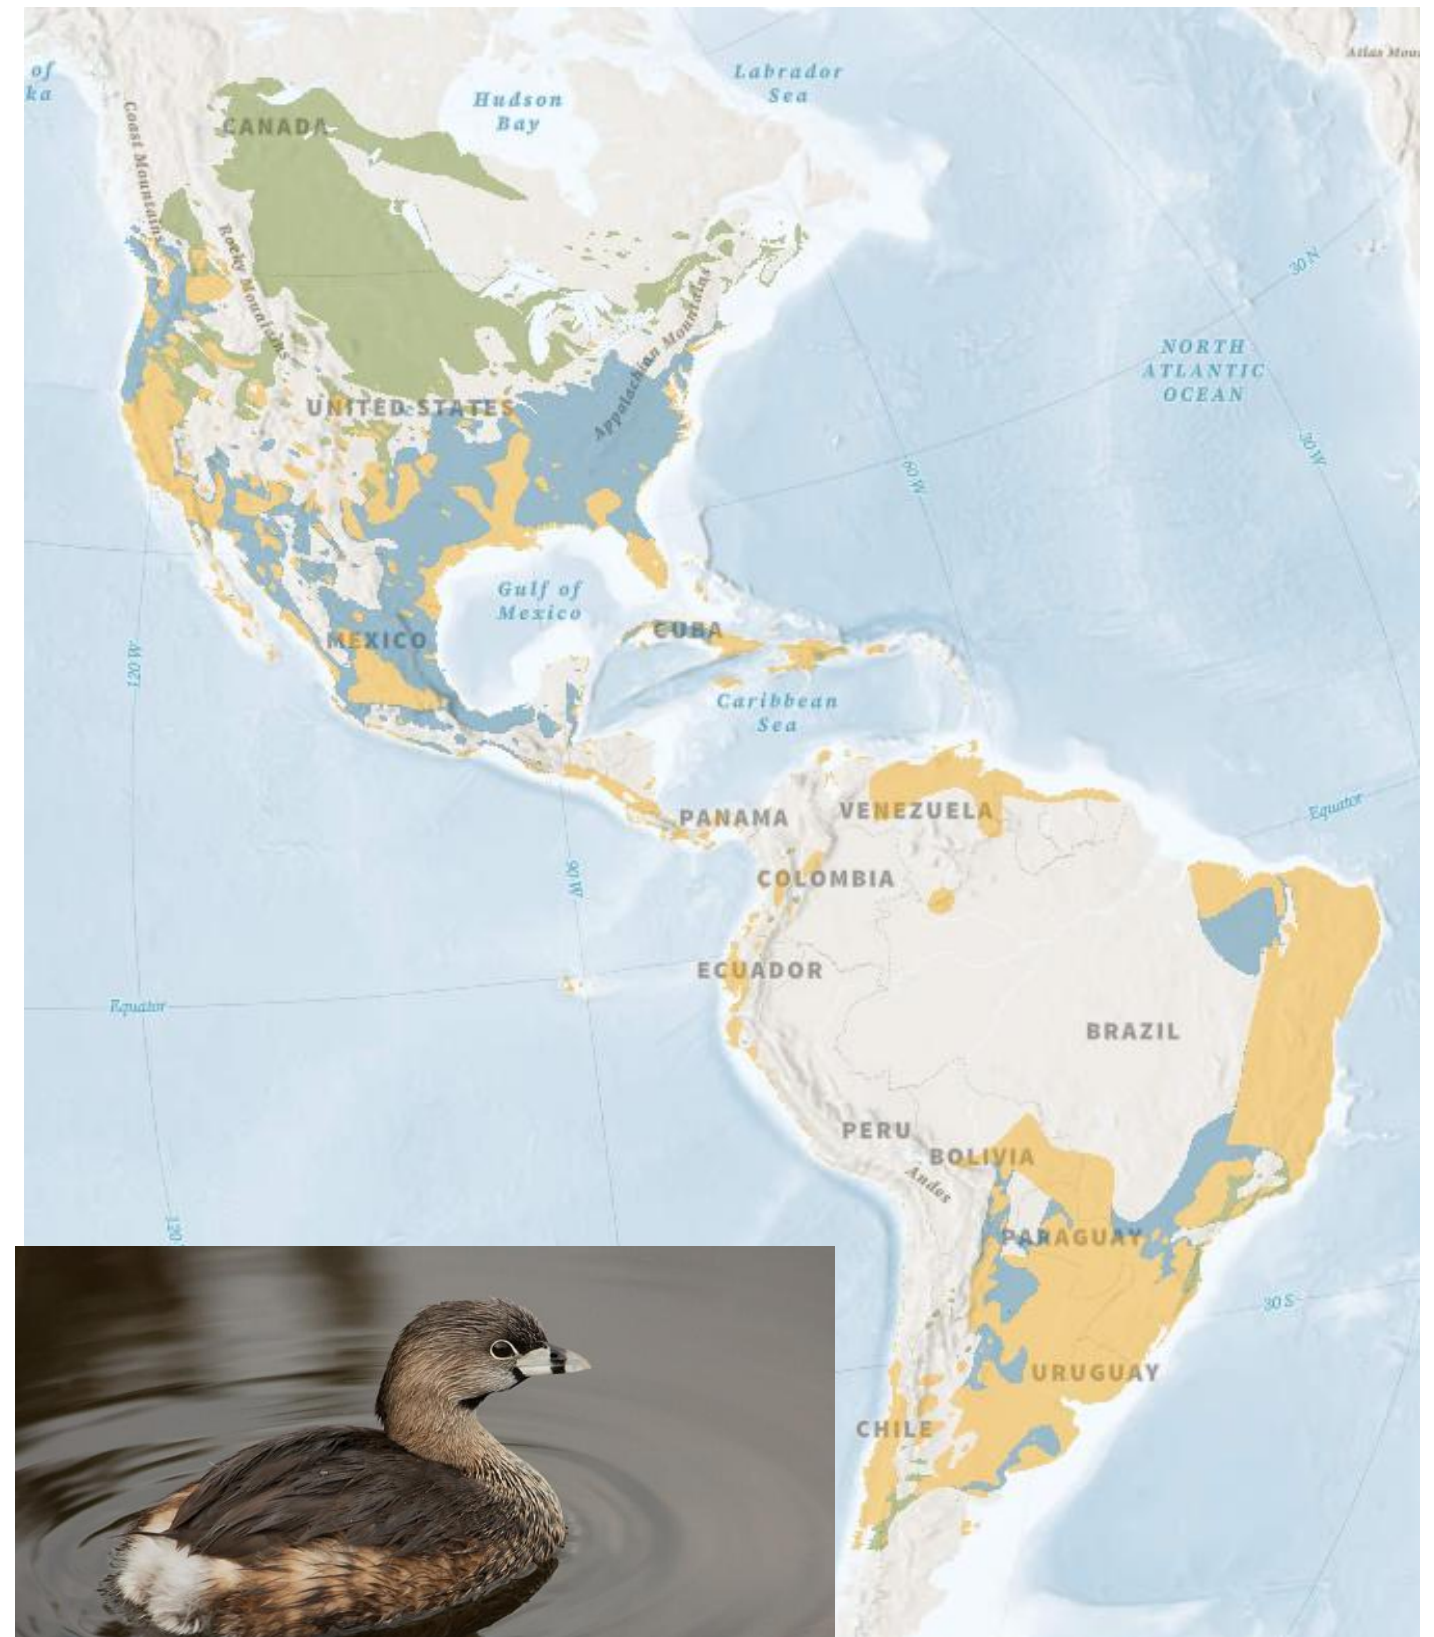 of
ka
Labrador
Sea
Atlas Moun
Hudson
Bay
CANADA
Coast Mountains
Rocky Mountains
30 N
NORTH
ATLANTIC
OCEAN
Appalachian Mountains
UNITED STATES
30 W
60 W
Gulf of
Mexico
CUBA
MEXICO
120 W
Caribbean
Sea
Equator
PANAMA
VENEZUELA
90 W
COLOMBIA
ECUADOR
Equator
BRAZIL
PERU
BOLIVIA
Andes
120
PARAGUAY
30 S
URUGUAY
CHILE